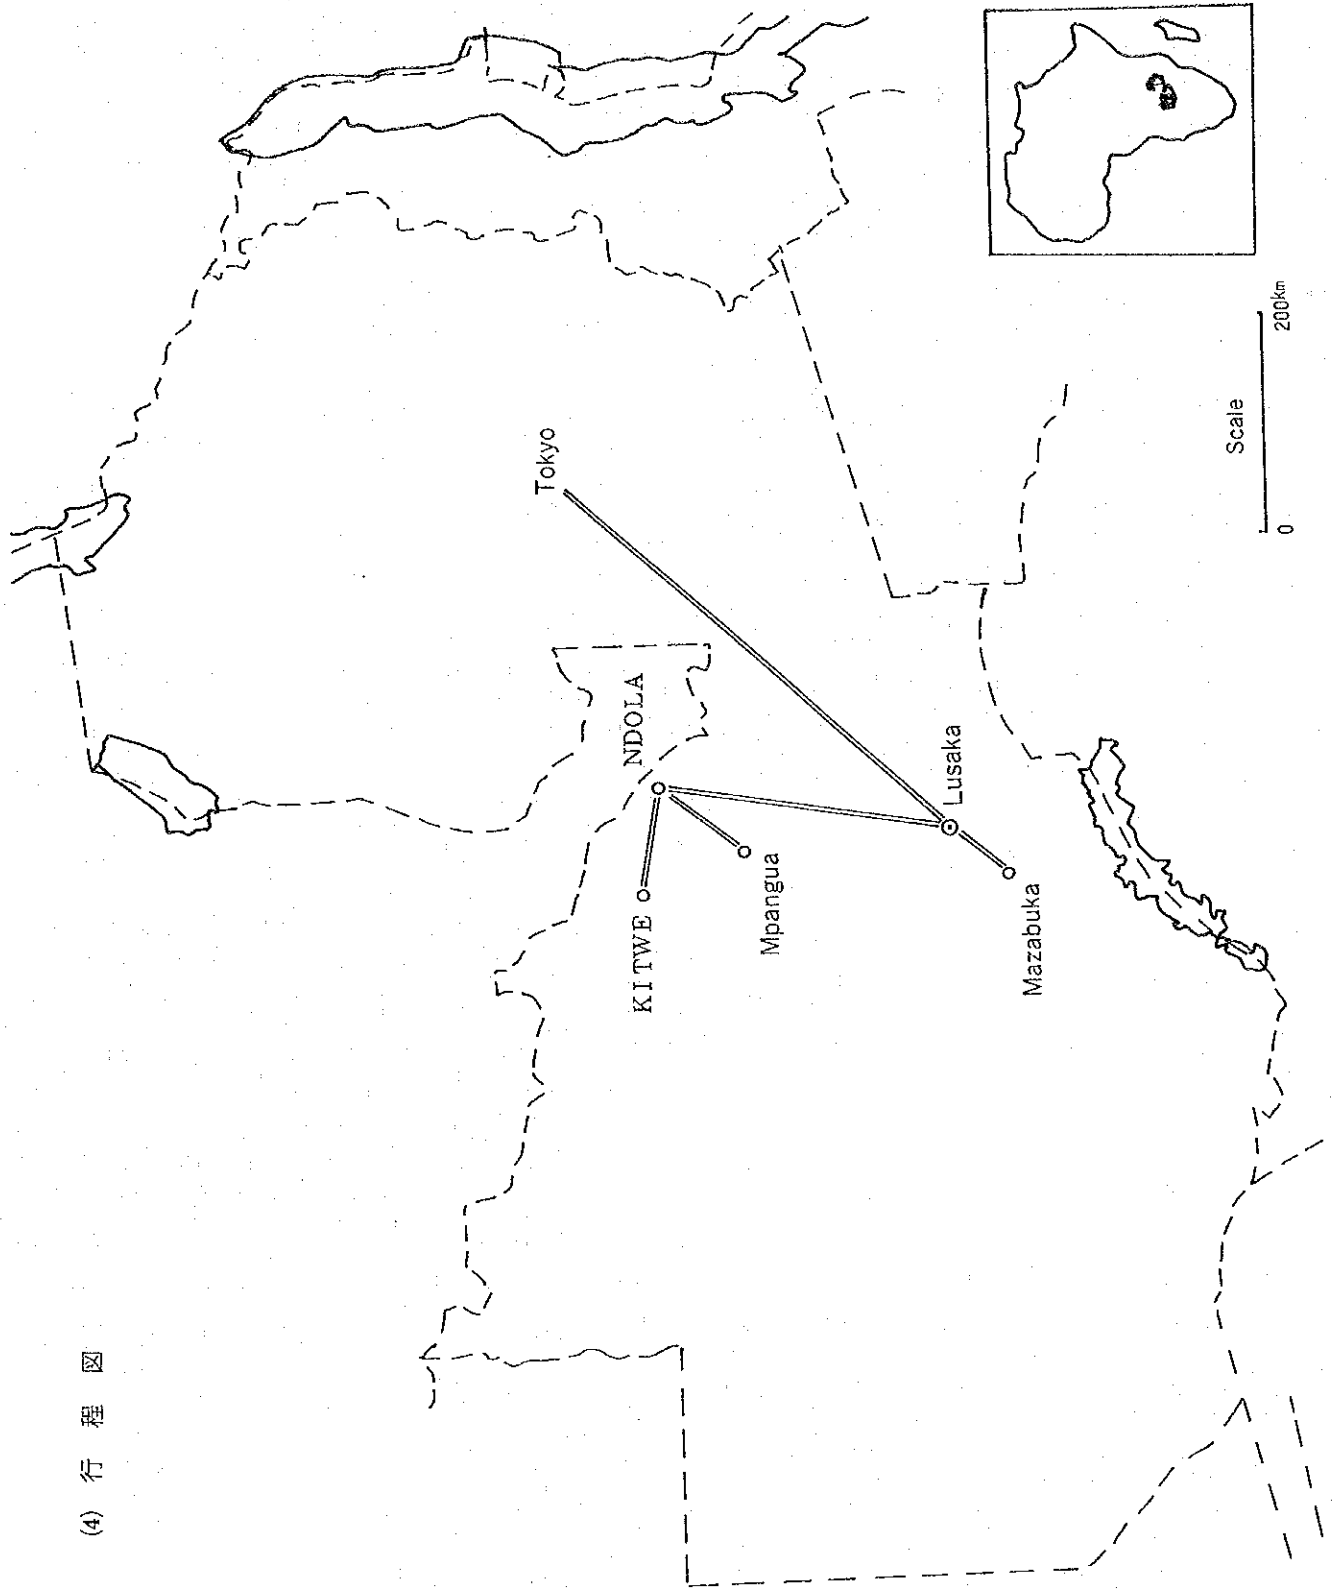 (4) 行程図
Tokyo
NDOLA
KITWE
Mpangua
Lusaka
Mazabuka
Scale
0 200km